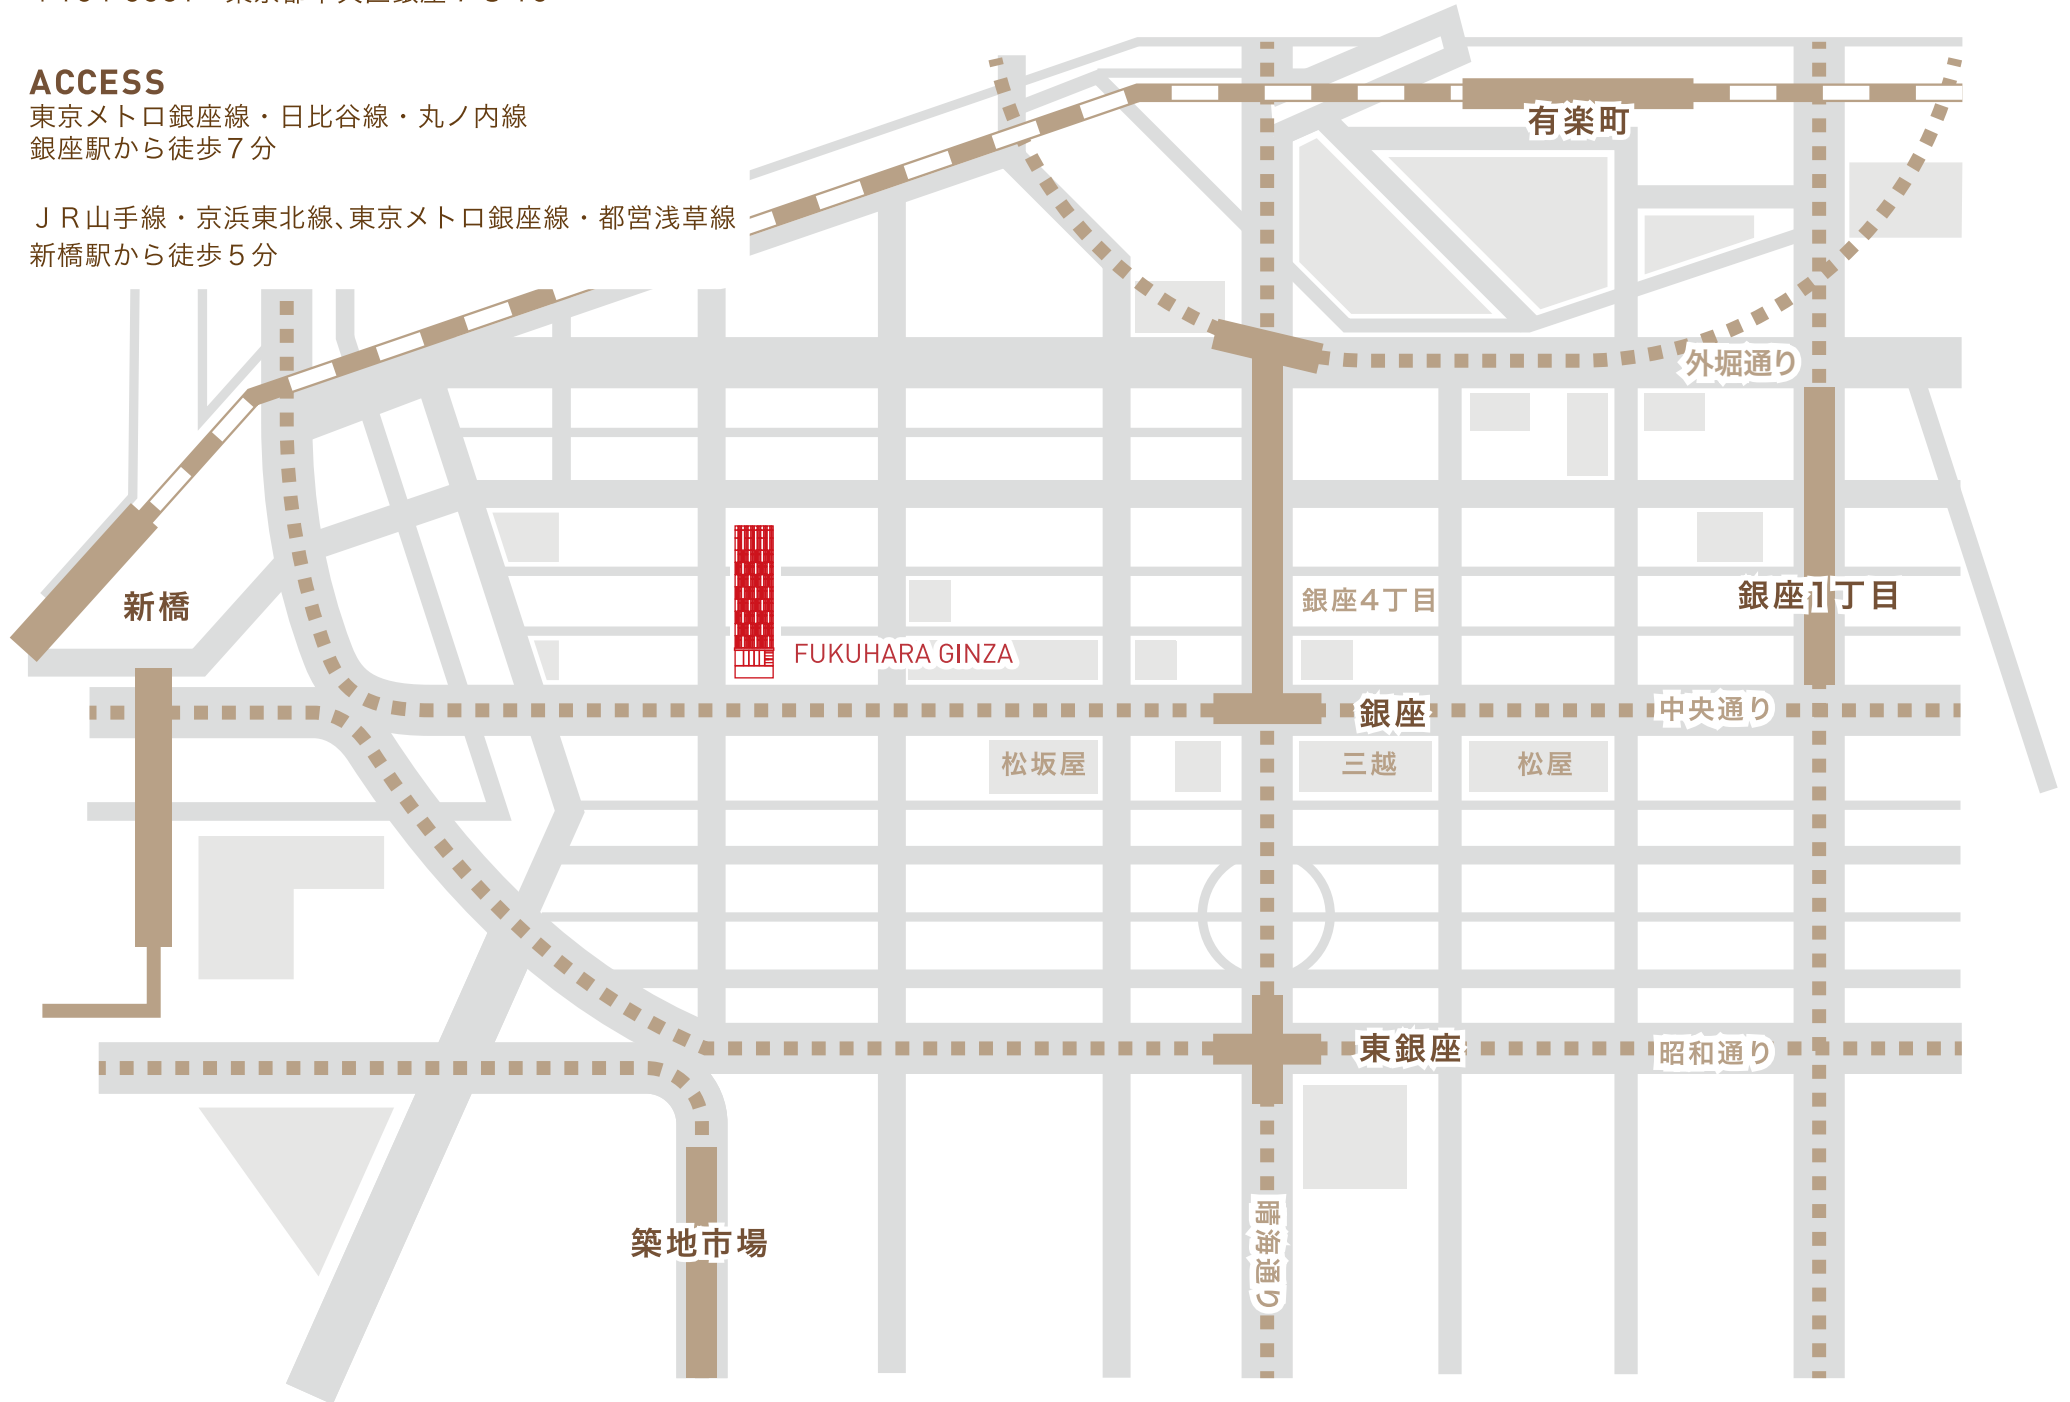 ACCESS
東京メトロ銀座線・日比谷線・丸ノ内線
銀座駅から徒歩７分
ＪＲ山手線・京浜東北線、東京メトロ銀座線・都営浅草線
新橋駅から徒歩５分
有楽町
外堀通り
新橋
銀座4丁目
銀座1丁目
FUKUHARA GINZA
銀座
中央通り
松坂屋
三越
松屋
東銀座
昭和通り
築地市場
晴海通り